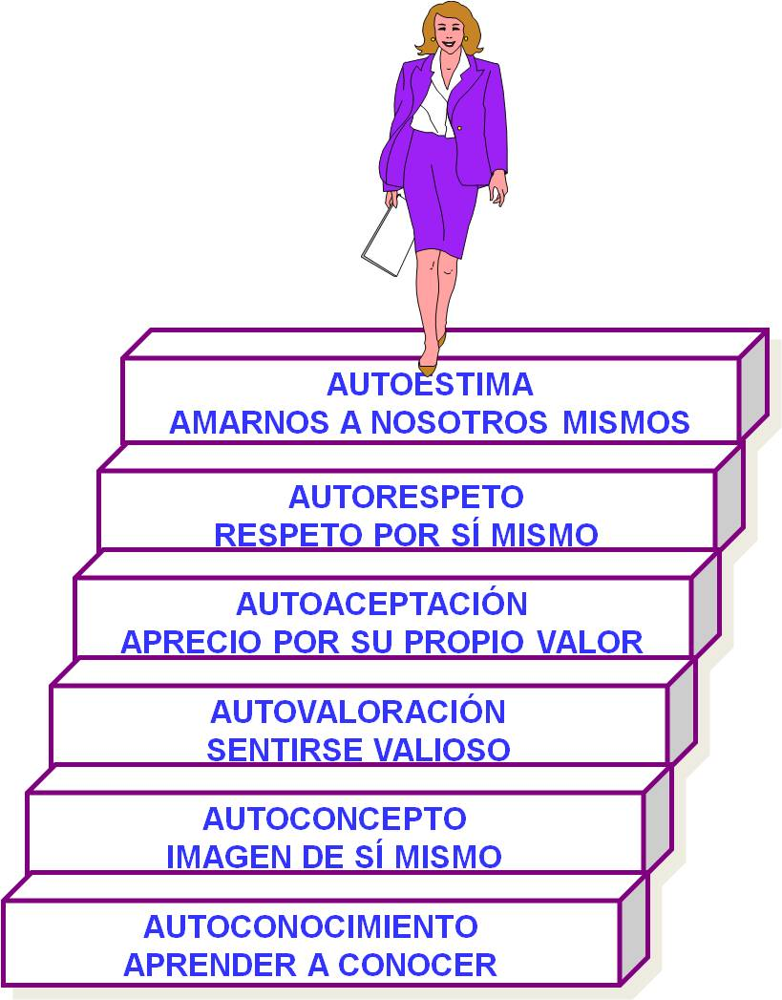 AUTOESTIMA
AMARNOS A NOSOTROS MISMOS
AUTORESPETO
RESPETO POR SÍ MISMO
AUTOACEPTACIÓN
APRECIO POR SU PROPIO VALOR
AUTOVALORACIÓN
SENTIRSE VALIOSO
AUTOCONCEPTO
IMAGEN DE SÍ MISMO
AUTOCONOCIMIENTO
APRENDER A CONOCER